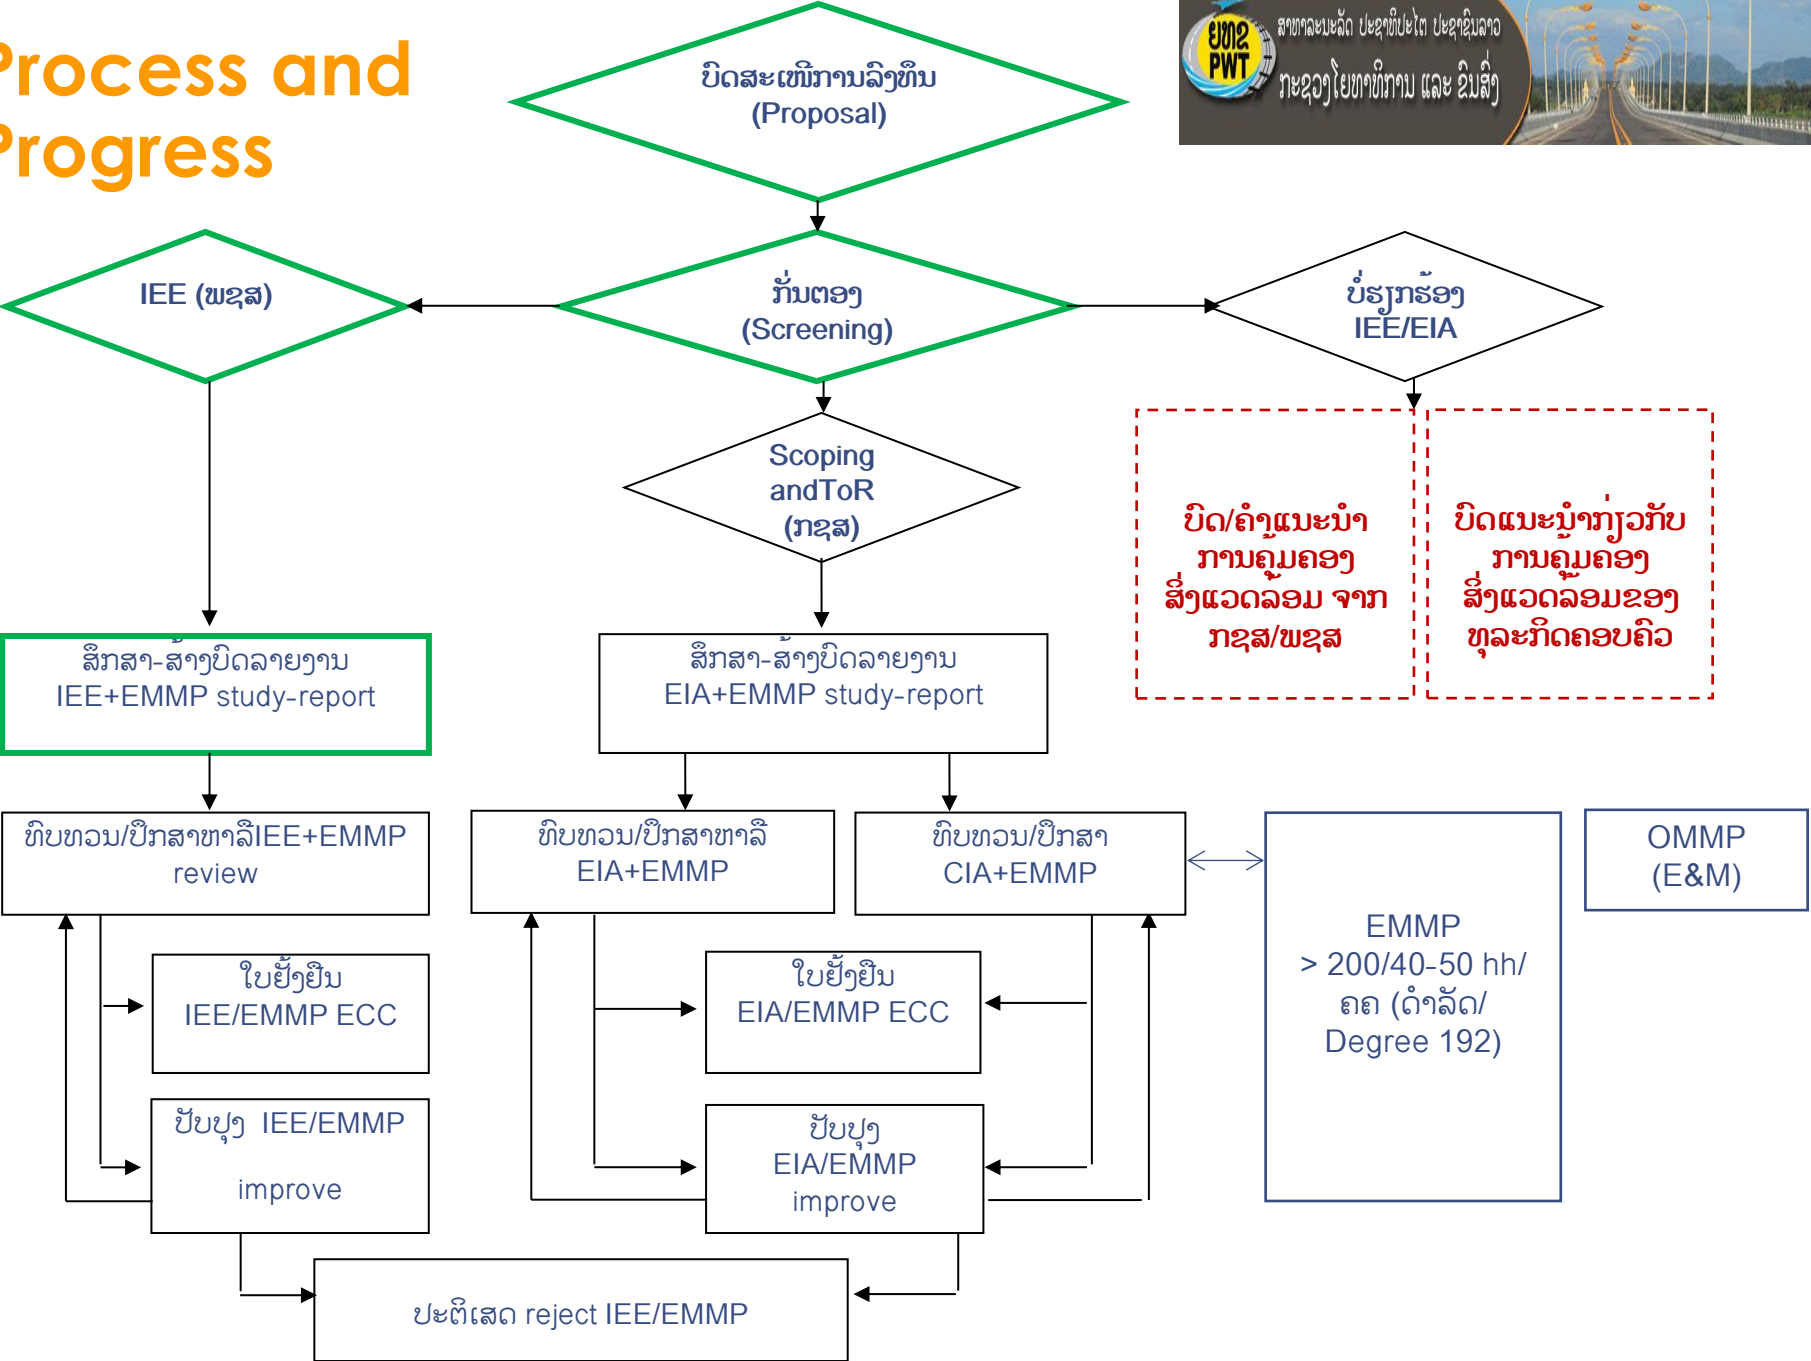 Process and
Progress
ຍທຂ
PWT
ສາທາລະນະລັດ ປະຊາທິປະໄຕ ປະຊາຊົນລາວ
ກະຊວງໂຍທາທິການ ແລະ ຂົນສົ່ງ
ບົດສະເໜີການລົງທຶນ
(Proposal)
IEE (ພຊສ)
ກັ່ນຕອງ
(Screening)
ບໍ່ຮຽກຮ້ອງ
IEE/EIA
Scoping
andToR
(ກຊສ)
ບົດ/ຄໍາແນະນໍາ
ການຄຸ້ມຄອງ
ສິ່ງແວດລ້ອມ ຈາກ
ກຊສ/ພຊສ
ບົດແນະນໍາກ່ຽວກັບ
ການຄຸ້ມຄອງ
ສິ່ງແວດລ້ອມຂອງ
ທຸລະກິດຄອບຄົວ
ສຶກສາ-ສ້າງບົດລາຍງານ
IEE+EMMP study-report
ສຶກສາ-ສ້າງບົດລາຍງານ
EIA+EMMP study-report
ທົບທວນ/ປຶກສາຫາລືIEE+EMMP
review
ທົບທວນ/ປຶກສາຫາລື
EIA+EMMP
ທົບທວນ/ປຶກສາ
CIA+EMMP
EMMP
> 200/40-50 hh/
ຄຄ (ດໍາລັດ/
Degree 192)
OMMP
(E&M)
ໃບຢັ້ງຢືນ
IEE/EMMP ECC
ໃບຢັ້ງຢືນ
EIA/EMMP ECC
ປັບປຸງ IEE/EMMP
improve
ປັບປຸງ
EIA/EMMP
improve
ປະຕິເສດ reject IEE/EMMP